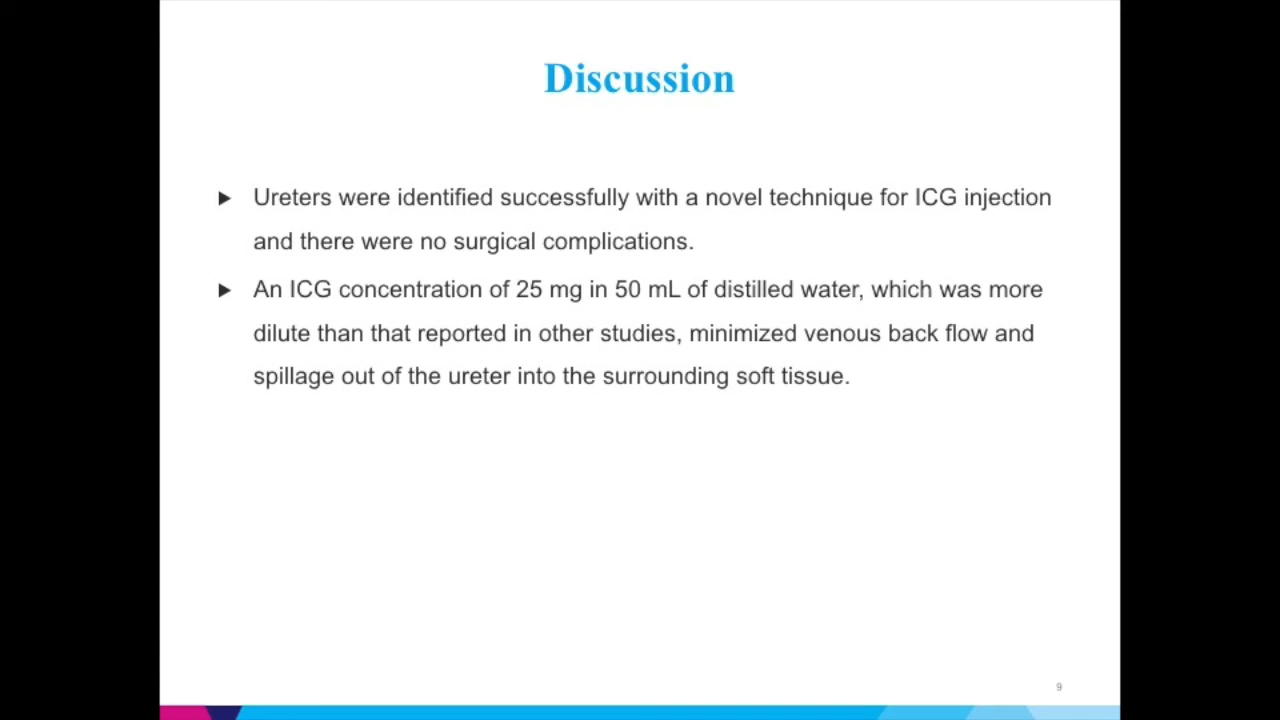 Discussion
Ureters were identified successfully with a novel technique for ICG injection
and there were no surgical complications.
An ICG concentration of 25 mg in 50 mL of distilled water, which was more
dilute than that reported in other studies, minimized venous back flow and
spillage out of the ureter into the surrounding soft tissue.
9